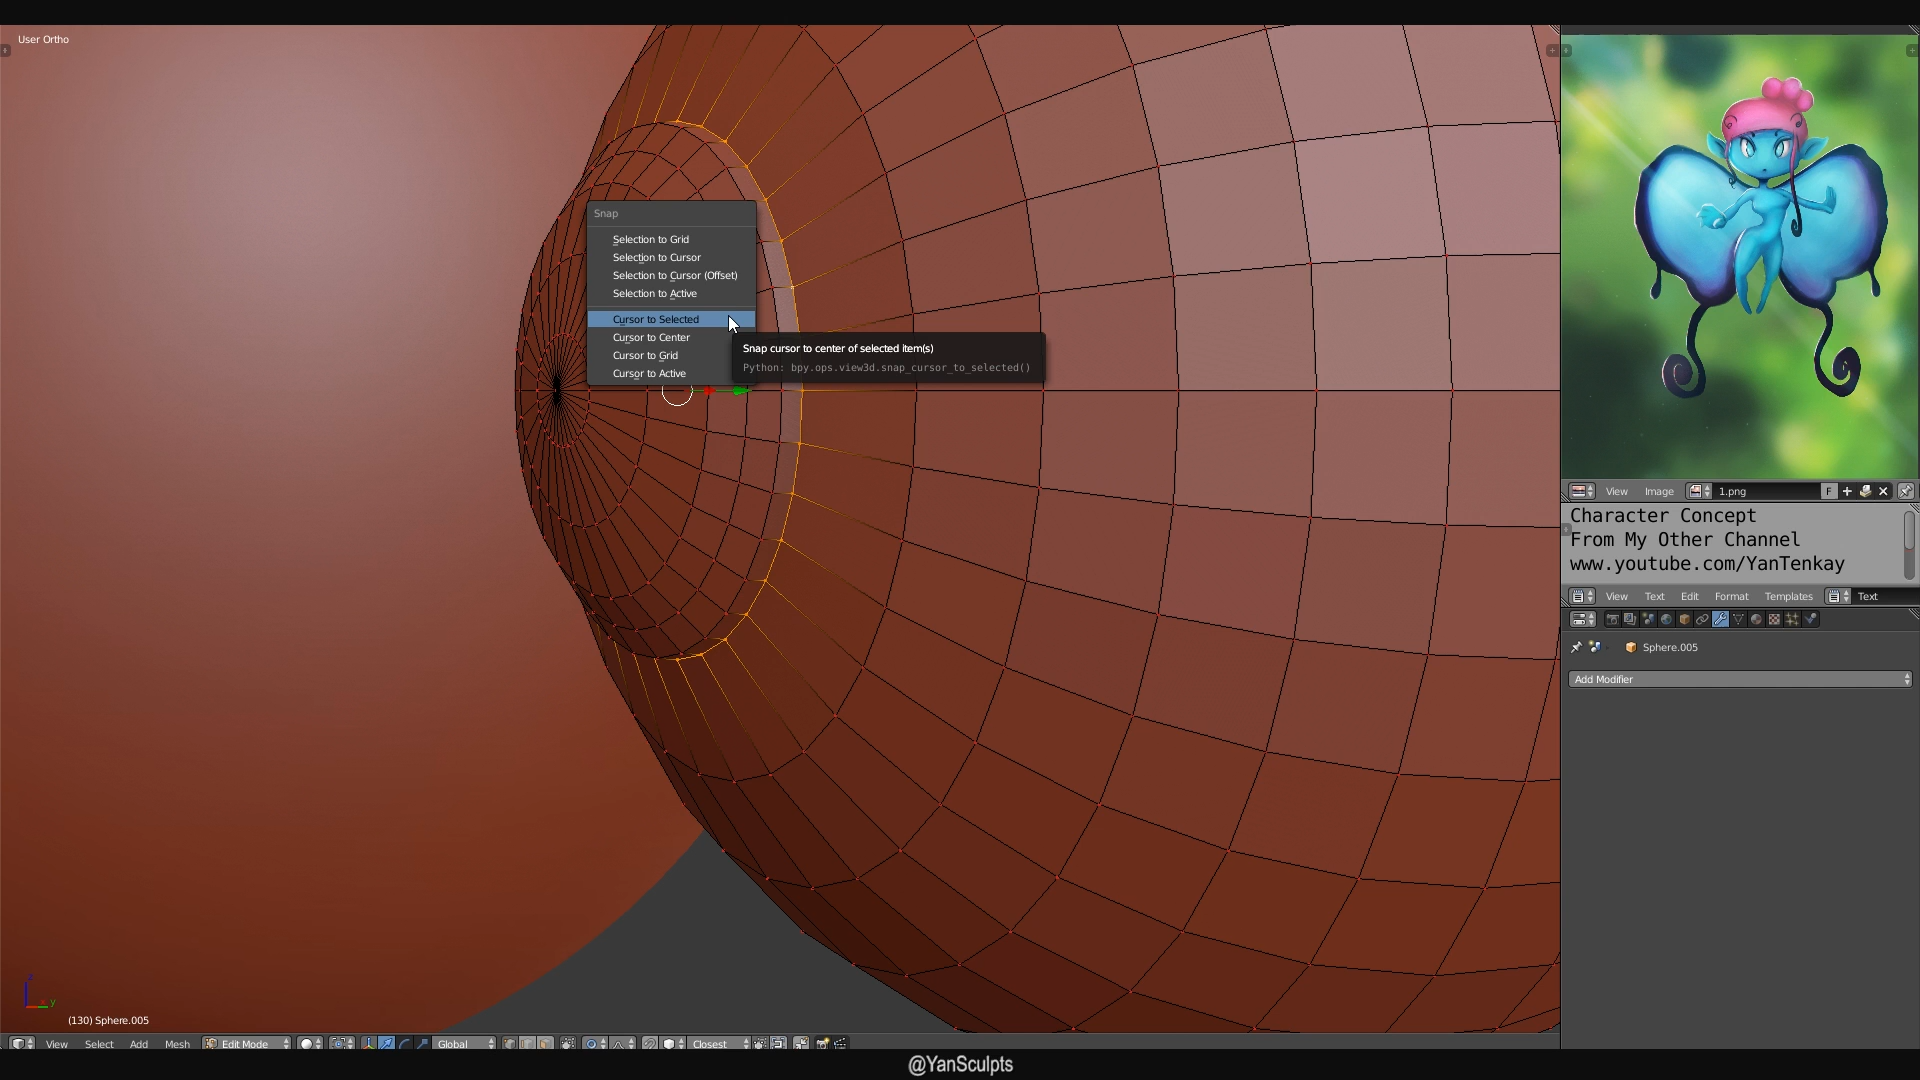 User Ortho
Snap
Selection to Grid
Selection to Cursor
Selection to Cursor (Offset)
Selection to Active
Cursor to Selected
Cursor to Center
Cursor to Grid
Cursor to Active
Snap cursor to center of selected item(s)
Python: bpy.ops.view3d.snap_cursor_to_selected()
View Image 1.png F
Character Concept
From My Other Channel
www.youtube.com/YanTenkay
View Text Edit Format Templates Text
Sphere.005
Add Modifier
z
y
(130) Sphere.005
View Select Add Mesh Edit Mode Global Closest
@YanSculpts